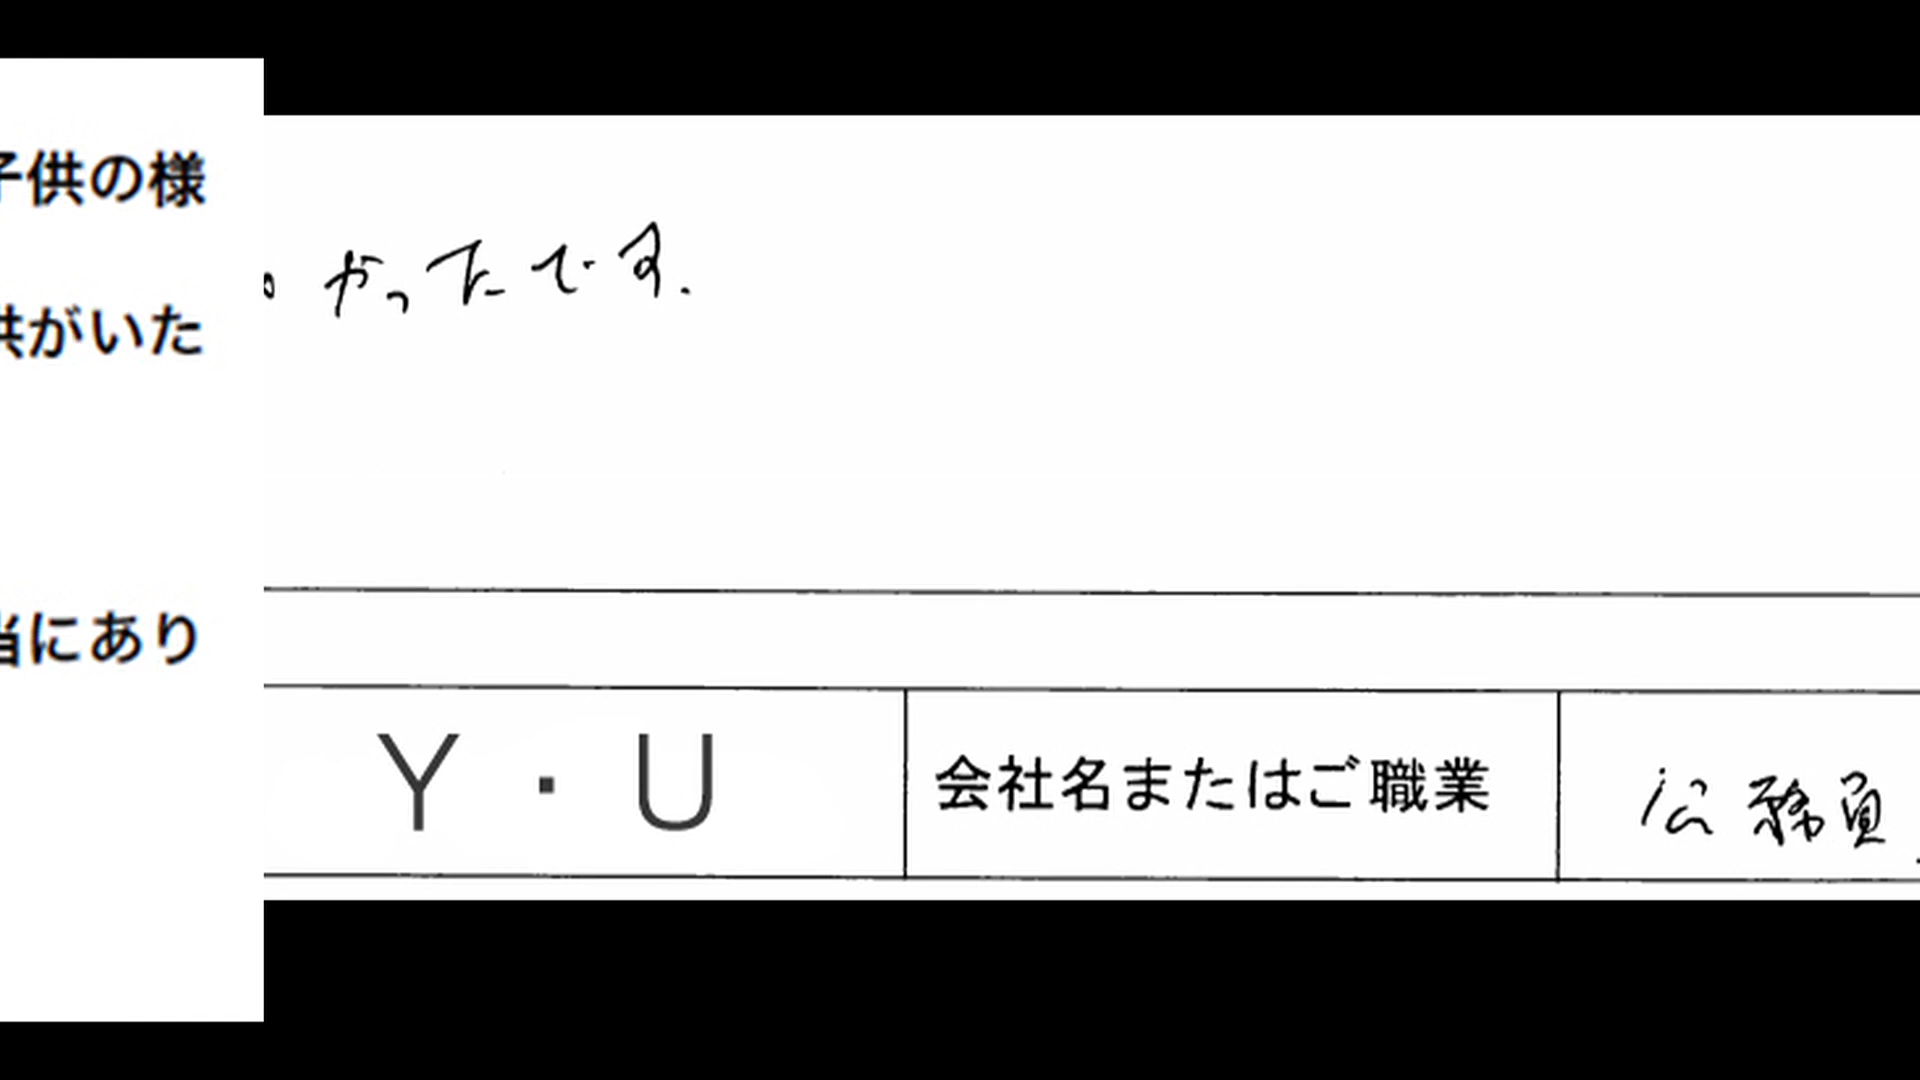 子供の様
供がいた
当にあり
かったです.
Y・U
会社名またはご職業
公務員